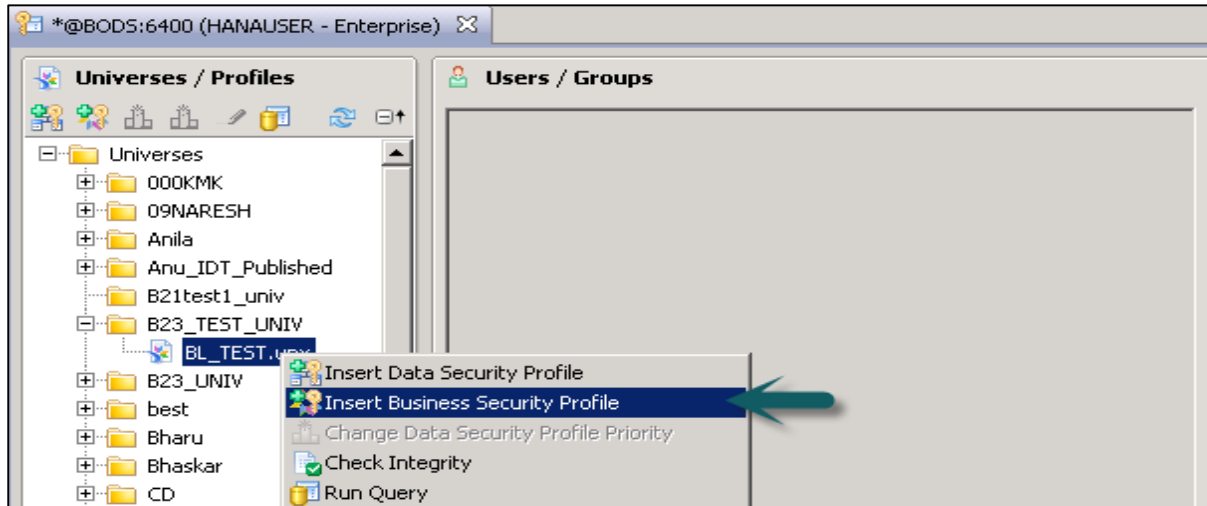 *@BODS:6400 (HANAUSER - Enterprise)
Universes / Profiles
Users / Groups
Universes
000KMK
09NARESH
Anila
Anu_IDT_Published
B21test1_univ
B23_TEST_UNIV
BL_TEST.unx
Insert Data Security Profile
B23_UNIV
Insert Business Security Profile
best
Change Data Security Profile Priority
Bharu
Check Integrity
Bhaskar
Run Query
CD